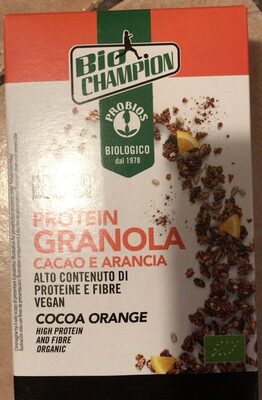 BIO
CHAMPION
PROBIOS
BIOLOGICO
dal 1978
PROTEIN
GRANOLA
CACAO E ARANCIA
ALTO CONTENUTO DI
PROTEINE E FIBRE
VEGAN
COCOA ORANGE
HIGH PROTEIN
AND FIBRE
ORGANIC